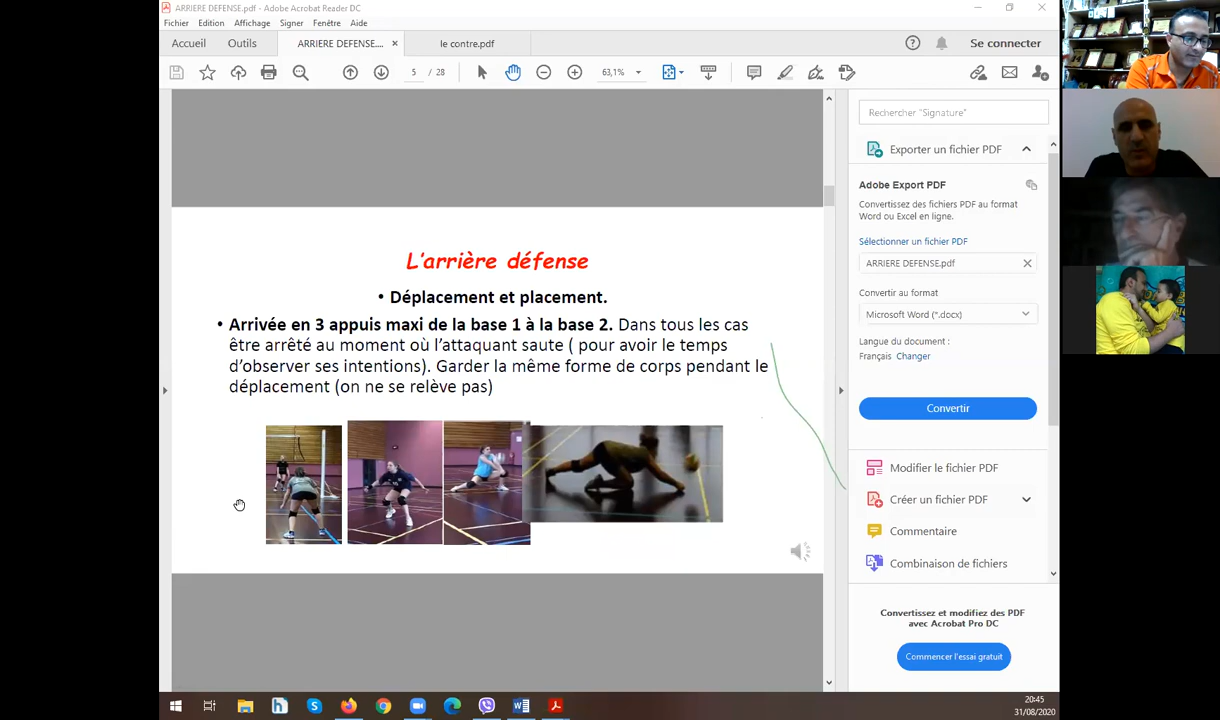 ARRIERE DEFENSE.pdf - Adobe Acrobat Reader DC
Fichier Edition Affichage Signer Fenêtre Aide
Accueil Outils ARRIERE DEFENSE.... × le contre.pdf Se connecter
5 / 28 63,1%
Rechercher "Signature"
Exporter un fichier PDF
Adobe Export PDF
Convertissez des fichiers PDF au format
Word ou Excel en ligne.
Sélectionner un fichier PDF
ARRIERE DEFENSE.pdf
Convertir au format
Microsoft Word (*.docx)
Langue du document :
Français Changer
Convertir
Modifier le fichier PDF
Créer un fichier PDF
Commentaire
Combinaison de fichiers
Convertissez et modifiez des PDF
avec Acrobat Pro DC
Commencer l'essai gratuit
L'arrière défense
• Déplacement et placement.
• Arrivée en 3 appuis maxi de la base 1 à la base 2. Dans tous les cas
être arrêté au moment où l'attaquant saute ( pour avoir le temps
d'observer ses intentions). Garder la même forme de corps pendant le
déplacement (on ne se relève pas)
20:45
31/08/2020